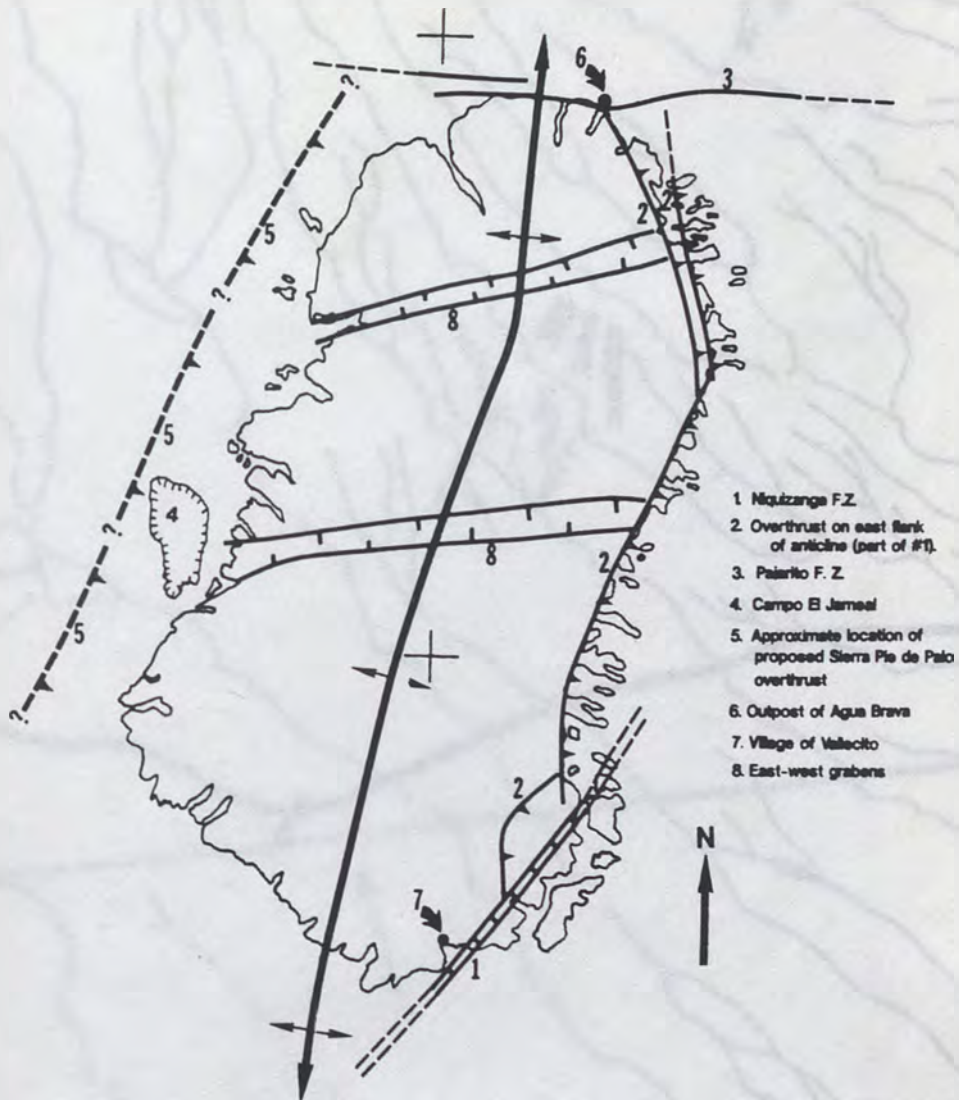 6
?
3
2
5
2
?
8
5
?
4
8
2
5
?
2
7
1
1 Niquizanga F.Z.
2. Overthrust on east flank
of anticline (part of #1).
3. Pajarito F. Z.
4. Campo El Jameal
5. Approximate location of
proposed Sierra Pie de Palo
overthrust
6. Outpost of Agua Brava
7. Village of Vallecito
8. East-west grabens
N